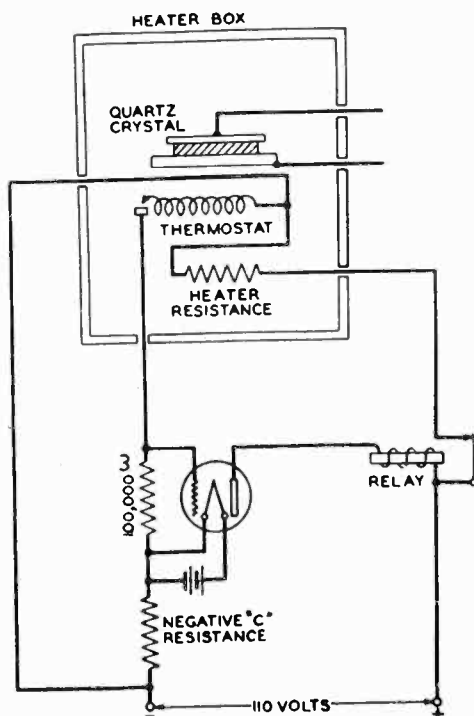 HEATER BOX
QUARTZ
CRYSTAL
THERMOSTAT
HEATER
RESISTANCE
100,000 ω
RELAY
NEGATIVE "C"
RESISTANCE
110 VOLTS